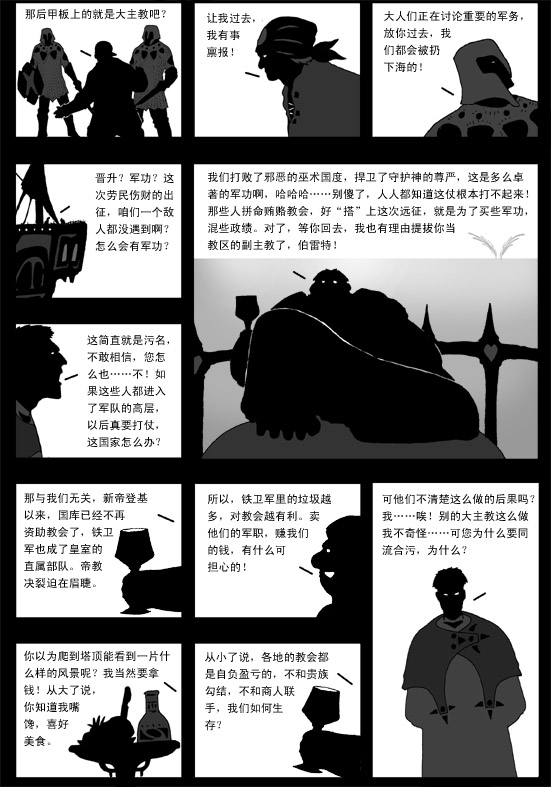 那后甲板上的就是大主教吧？
让我过去，
我有事
禀报！
大人们正在讨论重要的军务，
放你过去，我
们都会被扔
下海的！
晋升？军功？这
次劳民伤财的出
征，咱们一个敌
人都没遇到啊？
怎么会有军功？
我们打败了邪恶的巫术国度，捍卫了守护神的尊严，这是多么卓
著的军功啊，哈哈哈……别傻了，人人都知道这仗根本打不起来！
那些人拼命贿赂教会，好“搭”上这次远征，就是为了买些军功，
混些政绩。对了，等你回去，我也有理由提拔你当
教区的副主教了，伯雷特！
这简直就是污名，
不敢相信，您怎
么也……不！如
果这些人都进入
了军队的高层，
以后真要打仗，
这国家怎么办？
那与我们无关，新帝登基
以来，国库已经不再
资助教会了，铁卫
军也成了皇室的
直属部队。帝教
决裂迫在眉睫。
所以，铁卫军里的垃圾越
多，对教会越有利。卖
他们的军职，赚我们
的钱，有什么可
担心的！
可他们不清楚这么做的后果吗？
我……唉！别的大主教这么做
我不奇怪……可您为什么要同
流合污，为什么？
你以为爬到塔顶能看到一片什
么样的风景呢？我当然要拿
钱！从大了说，
你知道我嘴
馋，喜好
美食。
从小了说，各地的教会都
是自负盈亏的，不和贵族
勾结，不和商人联
手，我们如何生
存？